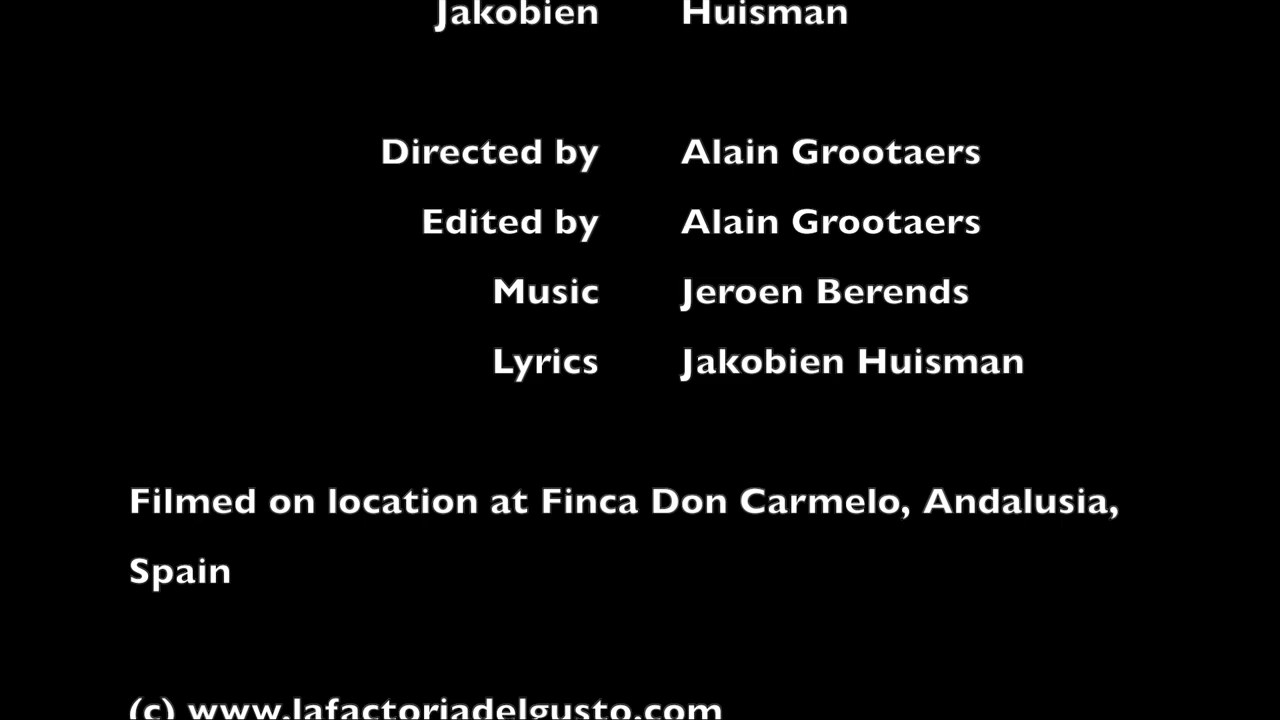 Jakobien Huisman
Directed by Alain Grootaers
Edited by Alain Grootaers
Music Jeroen Berends
Lyrics Jakobien Huisman
Filmed on location at Finca Don Carmelo, Andalusia,
Spain
(c) www.lafactoriadelgusto.com